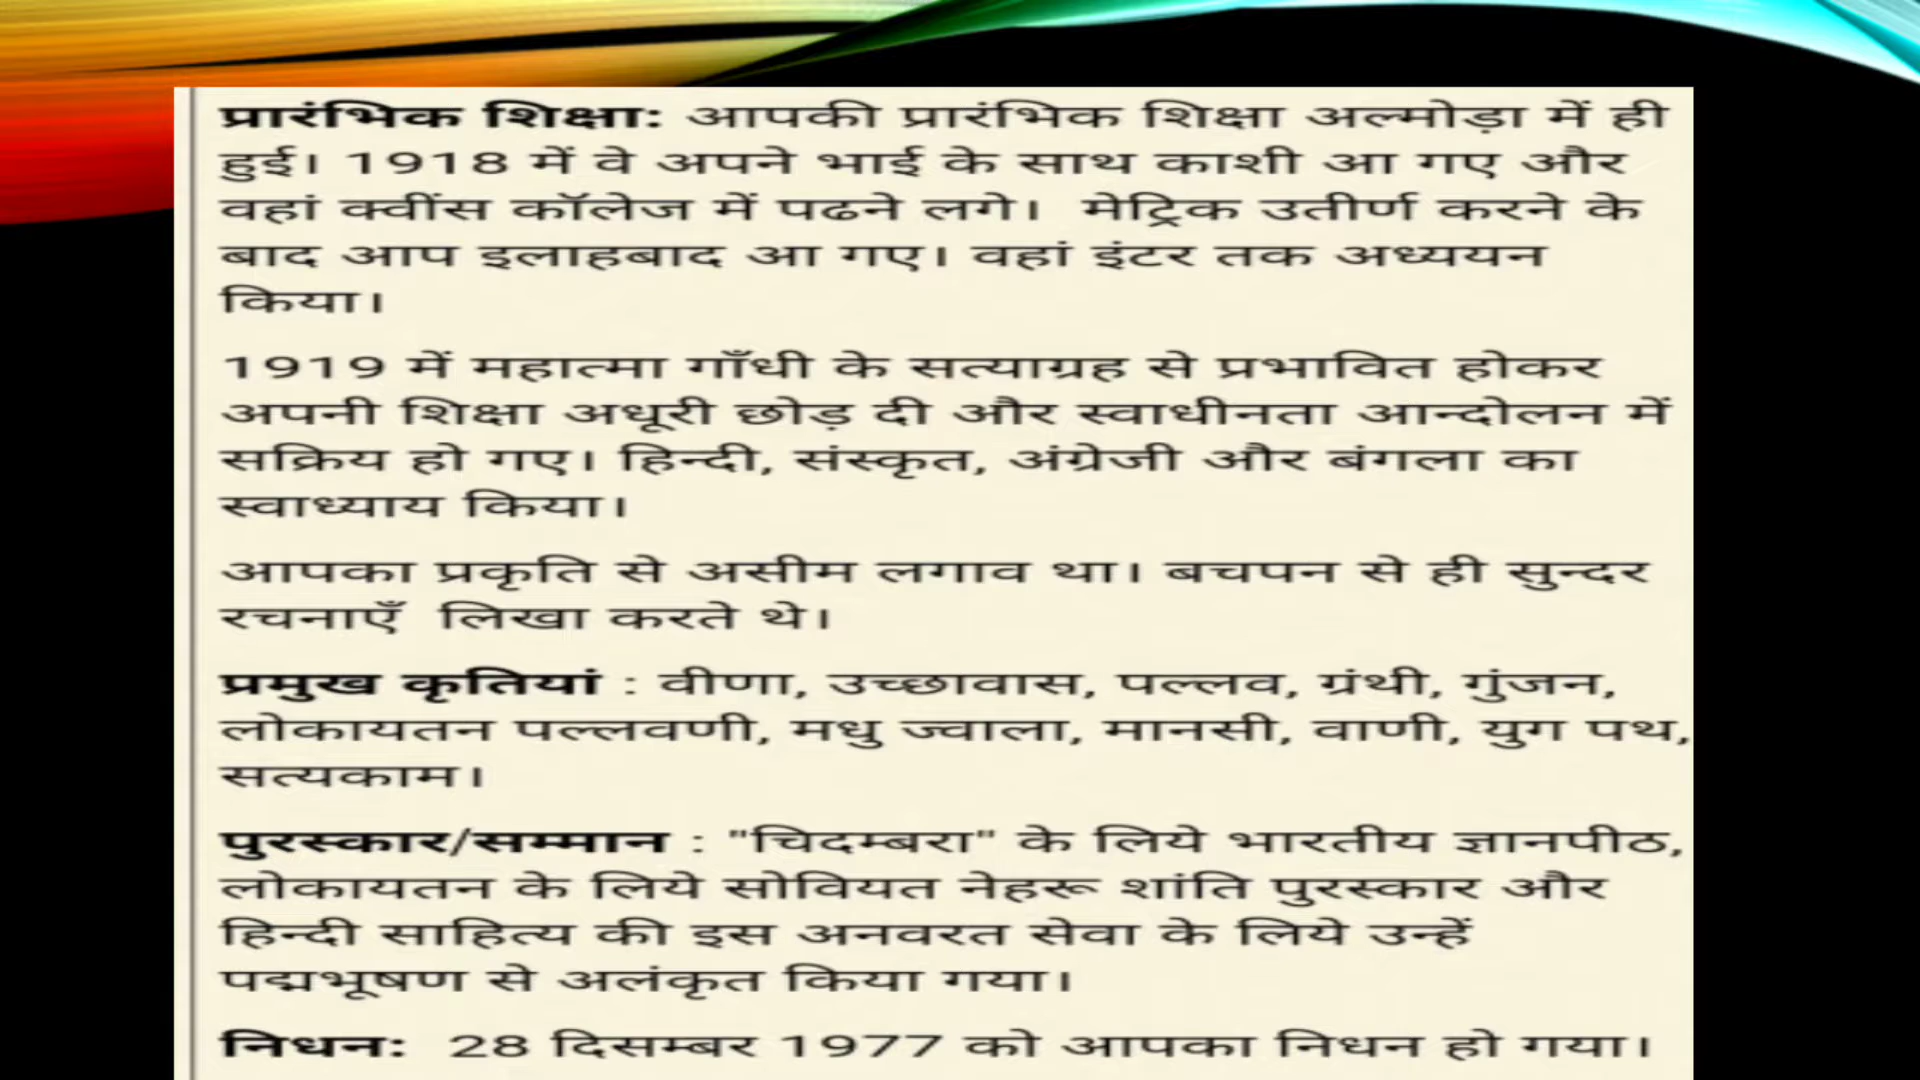 प्रारंभिक शिक्षा: आपकी प्रारंभिक शिक्षा अल्मोड़ा में ही
हुई। 1918 में वे अपने भाई के साथ काशी आ गए और
वहां क्वींस कॉलेज में पढने लगे। मेट्रिक उतीर्ण करने के
बाद आप इलाहबाद आ गए। वहां इंटर तक अध्ययन
किया।
1919 में महात्मा गाँधी के सत्याग्रह से प्रभावित होकर
अपनी शिक्षा अधूरी छोड़ दी और स्वाधीनता आन्दोलन में
सक्रिय हो गए। हिन्दी, संस्कृत, अंग्रेजी और बंगला का
स्वाध्याय किया।
आपका प्रकृति से असीम लगाव था। बचपन से ही सुन्दर
रचनाएँ लिखा करते थे।
प्रमुख कृतियां : वीणा, उच्छावास, पल्लव, ग्रंथी, गुंजन,
लोकायतन पल्लवणी, मधु ज्वाला, मानसी, वाणी, युग पथ,
सत्यकाम।
पुरस्कार/सम्मान : "चिदम्बरा" के लिये भारतीय ज्ञानपीठ,
लोकायतन के लिये सोवियत नेहरू शांति पुरस्कार और
हिन्दी साहित्य की इस अनवरत सेवा के लिये उन्हें
पद्मभूषण से अलंकृत किया गया।
निधन: 28 दिसम्बर 1977 को आपका निधन हो गया।